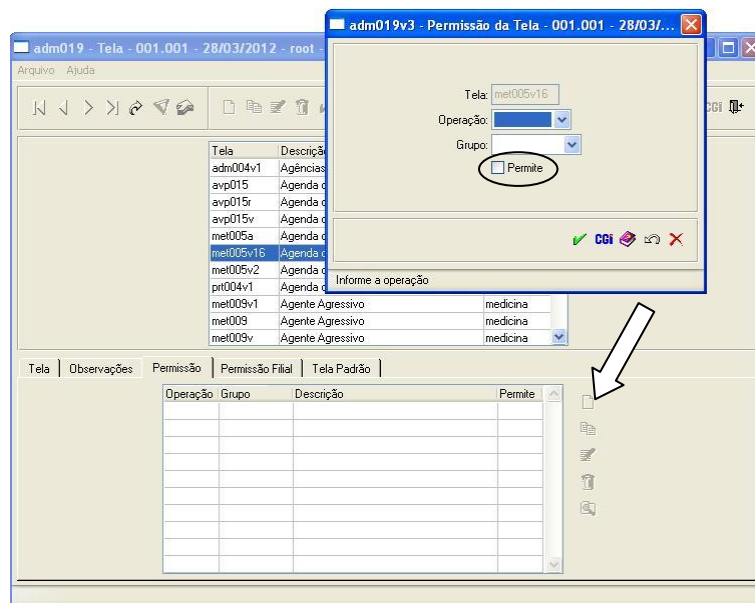 adm019v3 - Permissão da Tela - 001.001 - 28/03/...
adm019 - Tela - 001.001 - 28/03/2012 - root -
Arquivo Ajuda
Tela: met005v16
Operação:
Grupo:
Permite
CGi
Informe a operação
CGi
Tela Descrição
adm004v1 Agências
avp015 Agenda
avp015r Agenda
avp015v Agenda
met005a Agenda
met005v16 Agenda
met005v2 Agenda
prt004v1 Agenda
met009v1 Agente Agressivo medicina
met009 Agente Agressivo medicina
met009v Agente Agressivo medicina
Tela Observações Permissão Permissão Filial Tela Padrão
Operação Grupo Descrição Permite